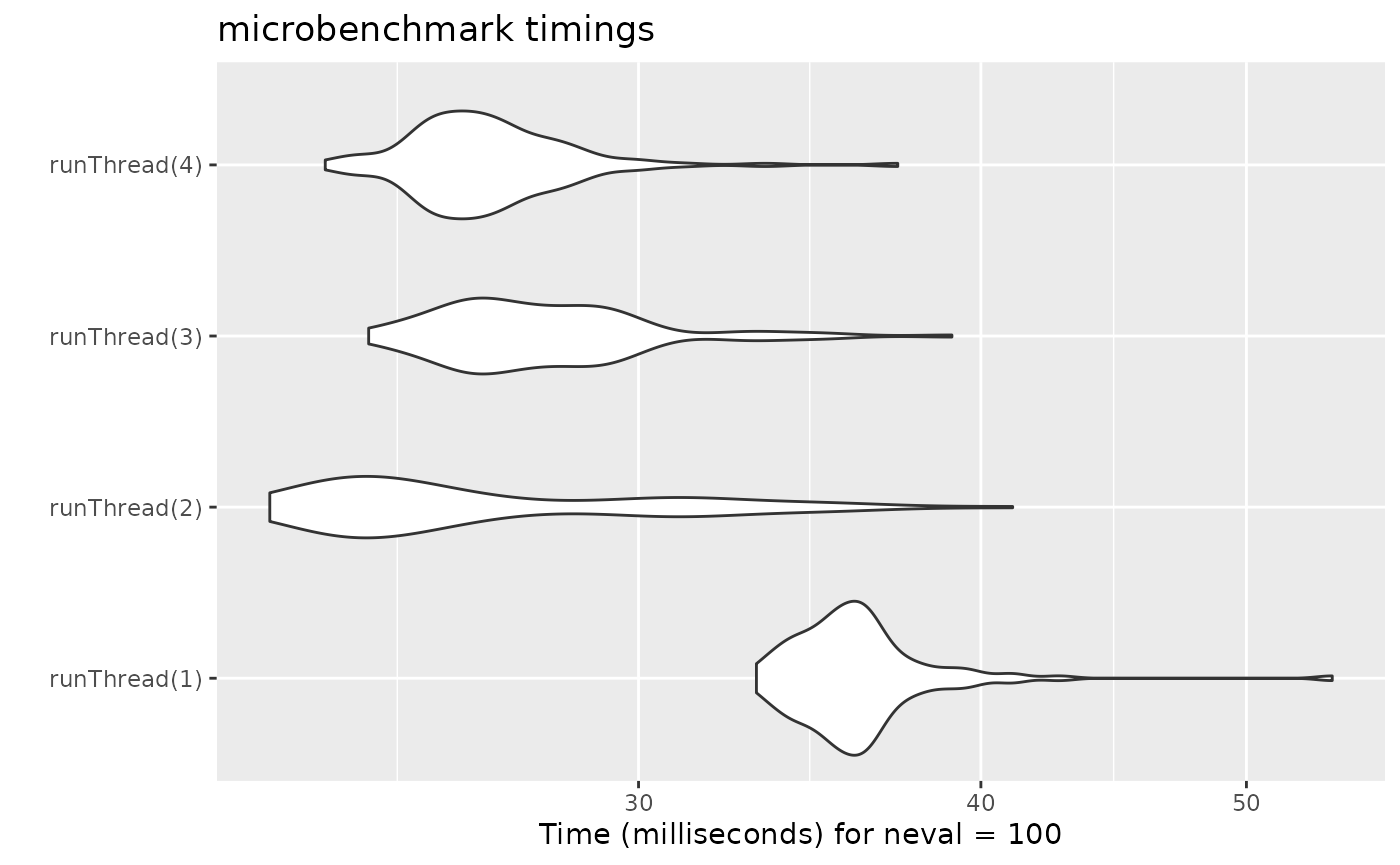 microbenchmark timings
runThread(4)
runThread(3)
runThread(2)
runThread(1)
30 40 50
Time (milliseconds) for neval = 100